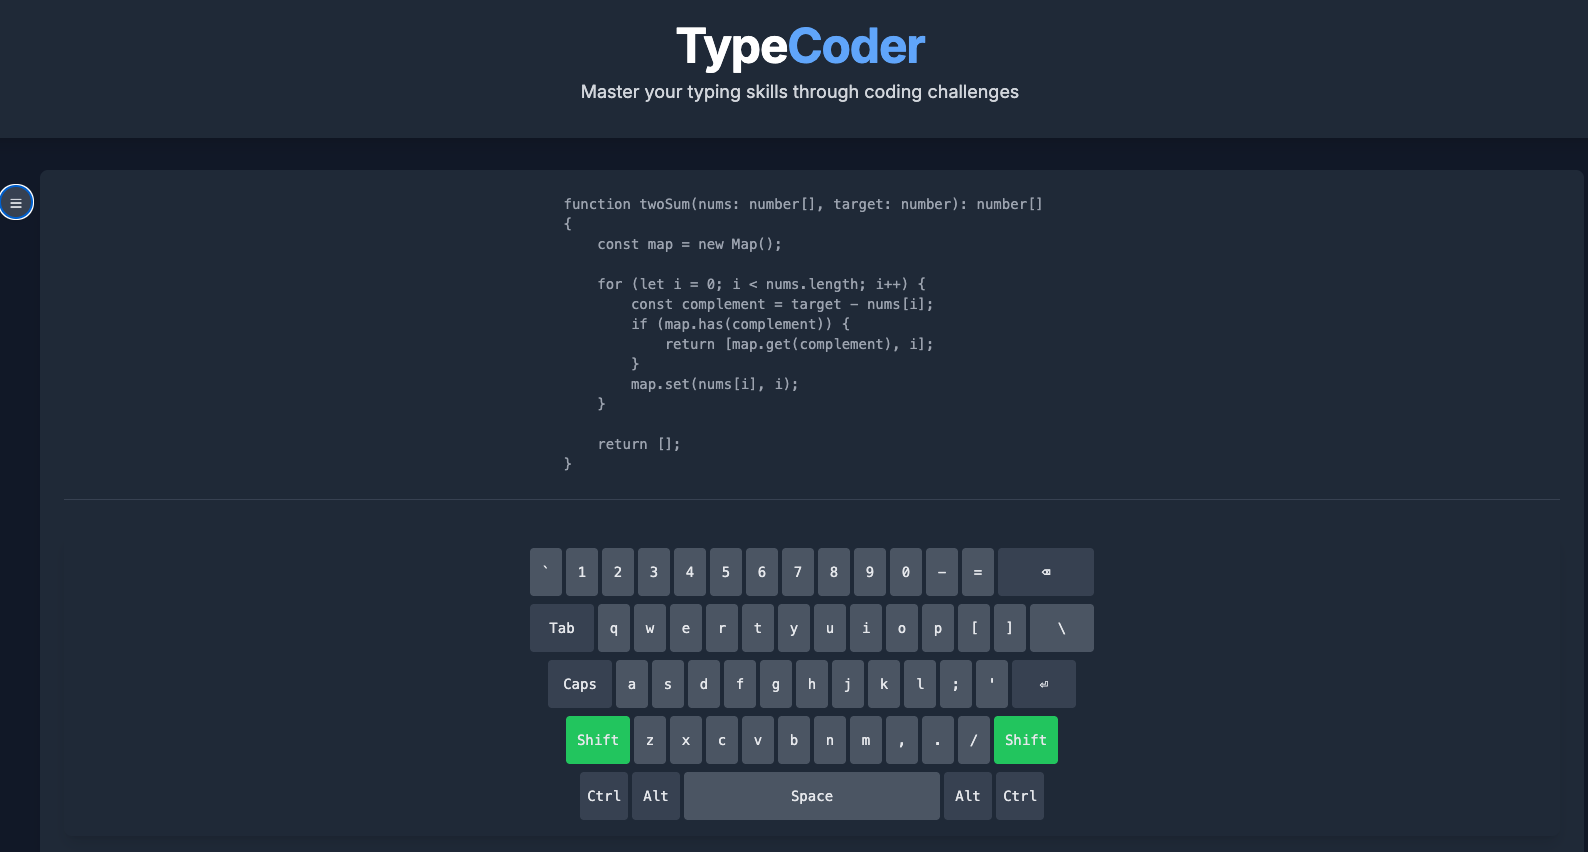 TypeCoder
Master your typing skills through coding challenges
function twoSum(nums: number[], target: number): number[]
{
    const map = new Map();
    for (let i = 0; i < nums.length; i++) {
        const complement = target - nums[i];
        if (map.has(complement)) {
            return [map.get(complement), i];
        }
        map.set(nums[i], i);
    }
    return [];
}
` 1 2 3 4 5 6 7 8 9 0 - = ⌫
Tab q w e r t y u i o p [ ] \
Caps a s d f g h j k l ; ' ⏎
Shift z x c v b n m , . / Shift
Ctrl Alt Space Alt Ctrl